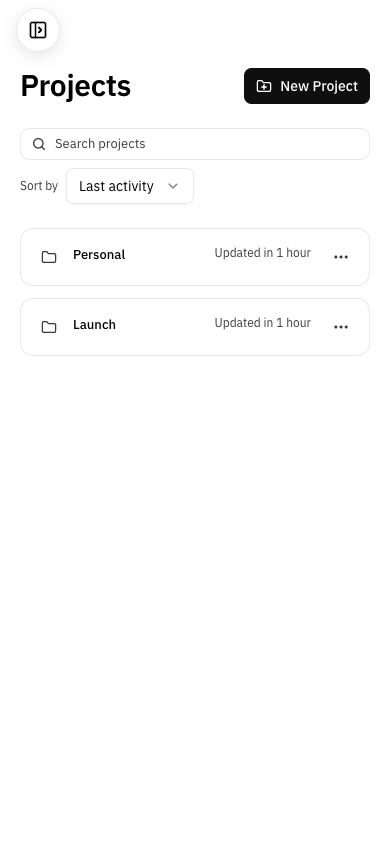 Projects
New Project
Search projects
Sort by Last activity
Personal Updated in 1 hour
Launch Updated in 1 hour